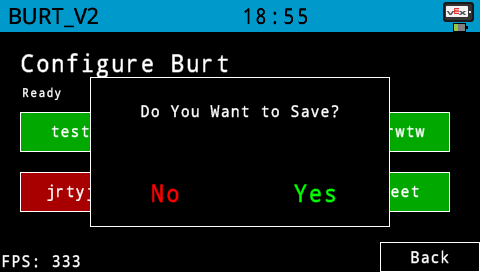 BURT_V2 18:55 VEX
Configure Burt
Ready
Do You Want to Save?
test
rwtw
No Yes
jrtyj
eet
FPS: 333 Back